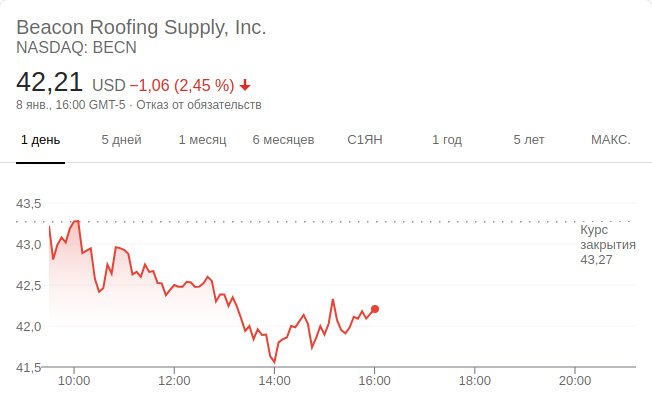 Beacon Roofing Supply, Inc.
NASDAQ: BECN
42,21 USD −1,06 (2,45 %)
8 янв., 16:00 GMT-5 · Отказ от обязательств
1 день 5 дней 1 месяц 6 месяцев С1ЯН 1 год 5 лет МАКС.
43,5
Курс
закрытия
43,27
43,0
42,5
42,0
41,5
10:00 12:00 14:00 16:00 18:00 20:00